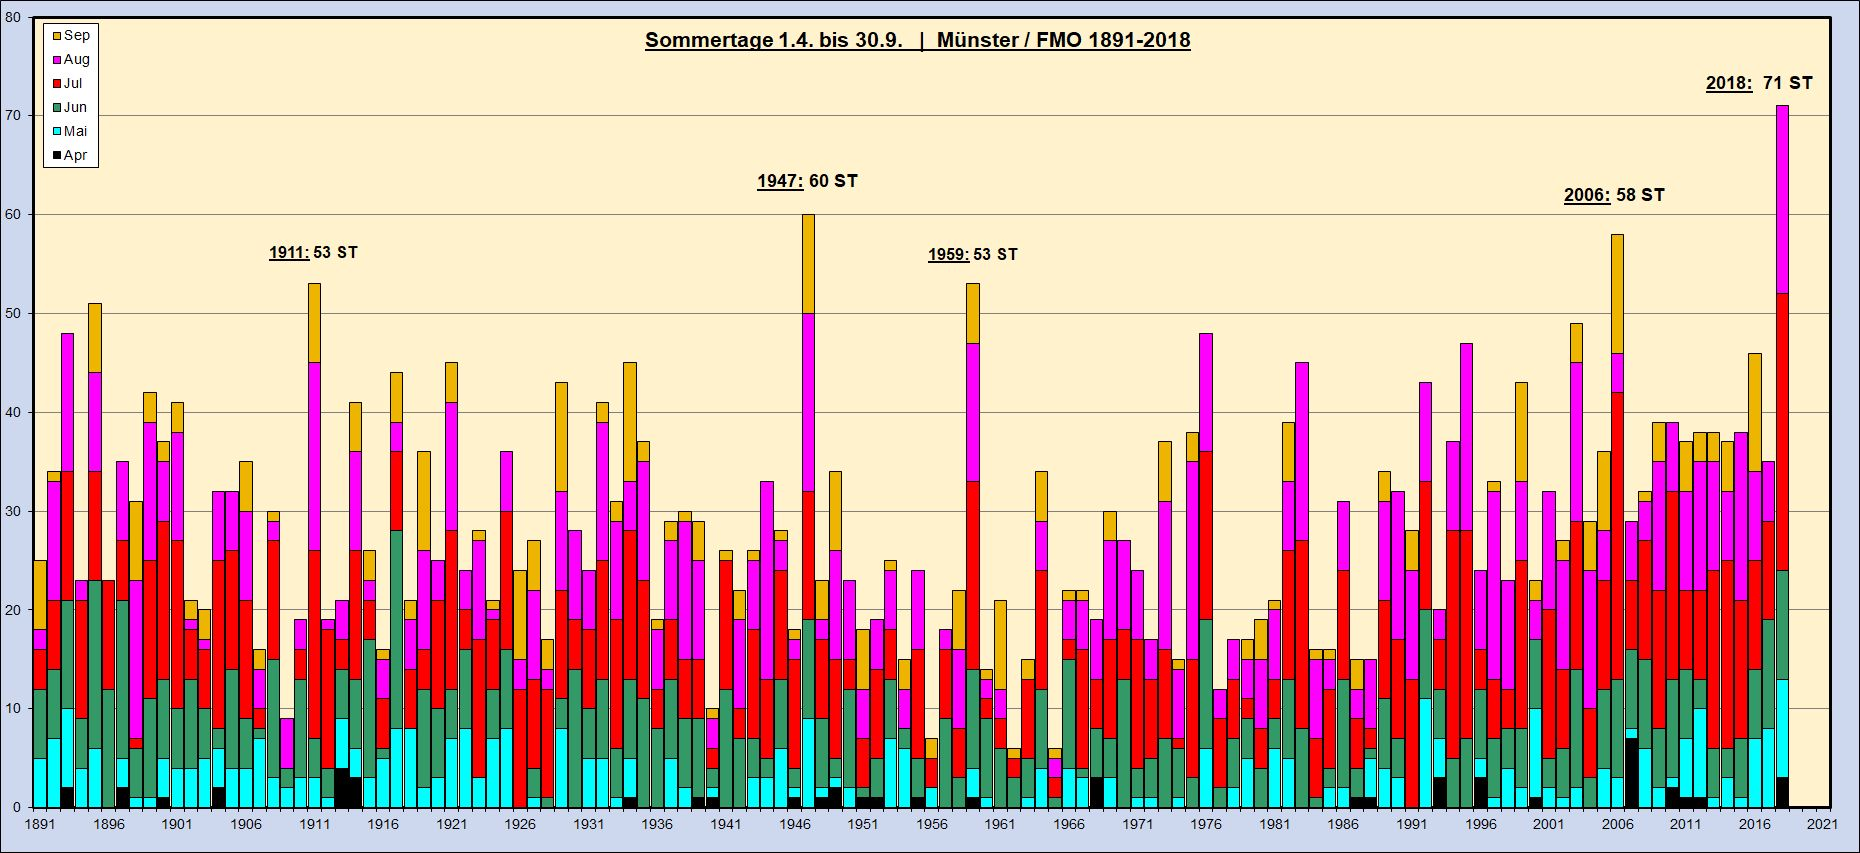 Sommertage 1.4. bis 30.9. | Münster / FMO 1891-2018
Sep
Aug
Jul
Jun
Mai
Apr
2018: 71 ST
1947: 60 ST
2006: 58 ST
1911: 53 ST
1959: 53 ST
80
70
60
50
40
30
20
10
0
1891 1896 1901 1906 1911 1916 1921 1926 1931 1936 1941 1946 1951 1956 1961 1966 1971 1976 1981 1986 1991 1996 2001 2006 2011 2016 2021